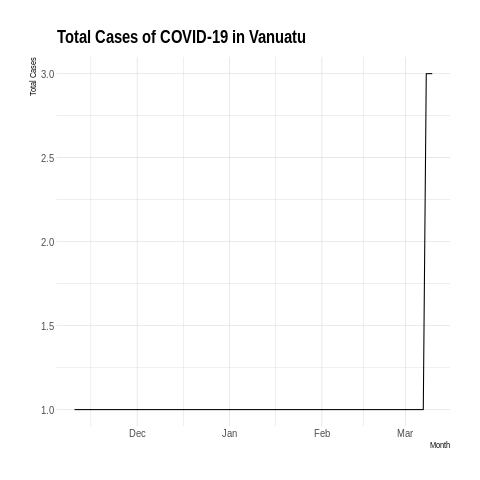 Total Cases of COVID-19 in Vanuatu
Total Cases
3.0
2.5
2.0
1.5
1.0
Dec Jan Feb Mar
Month